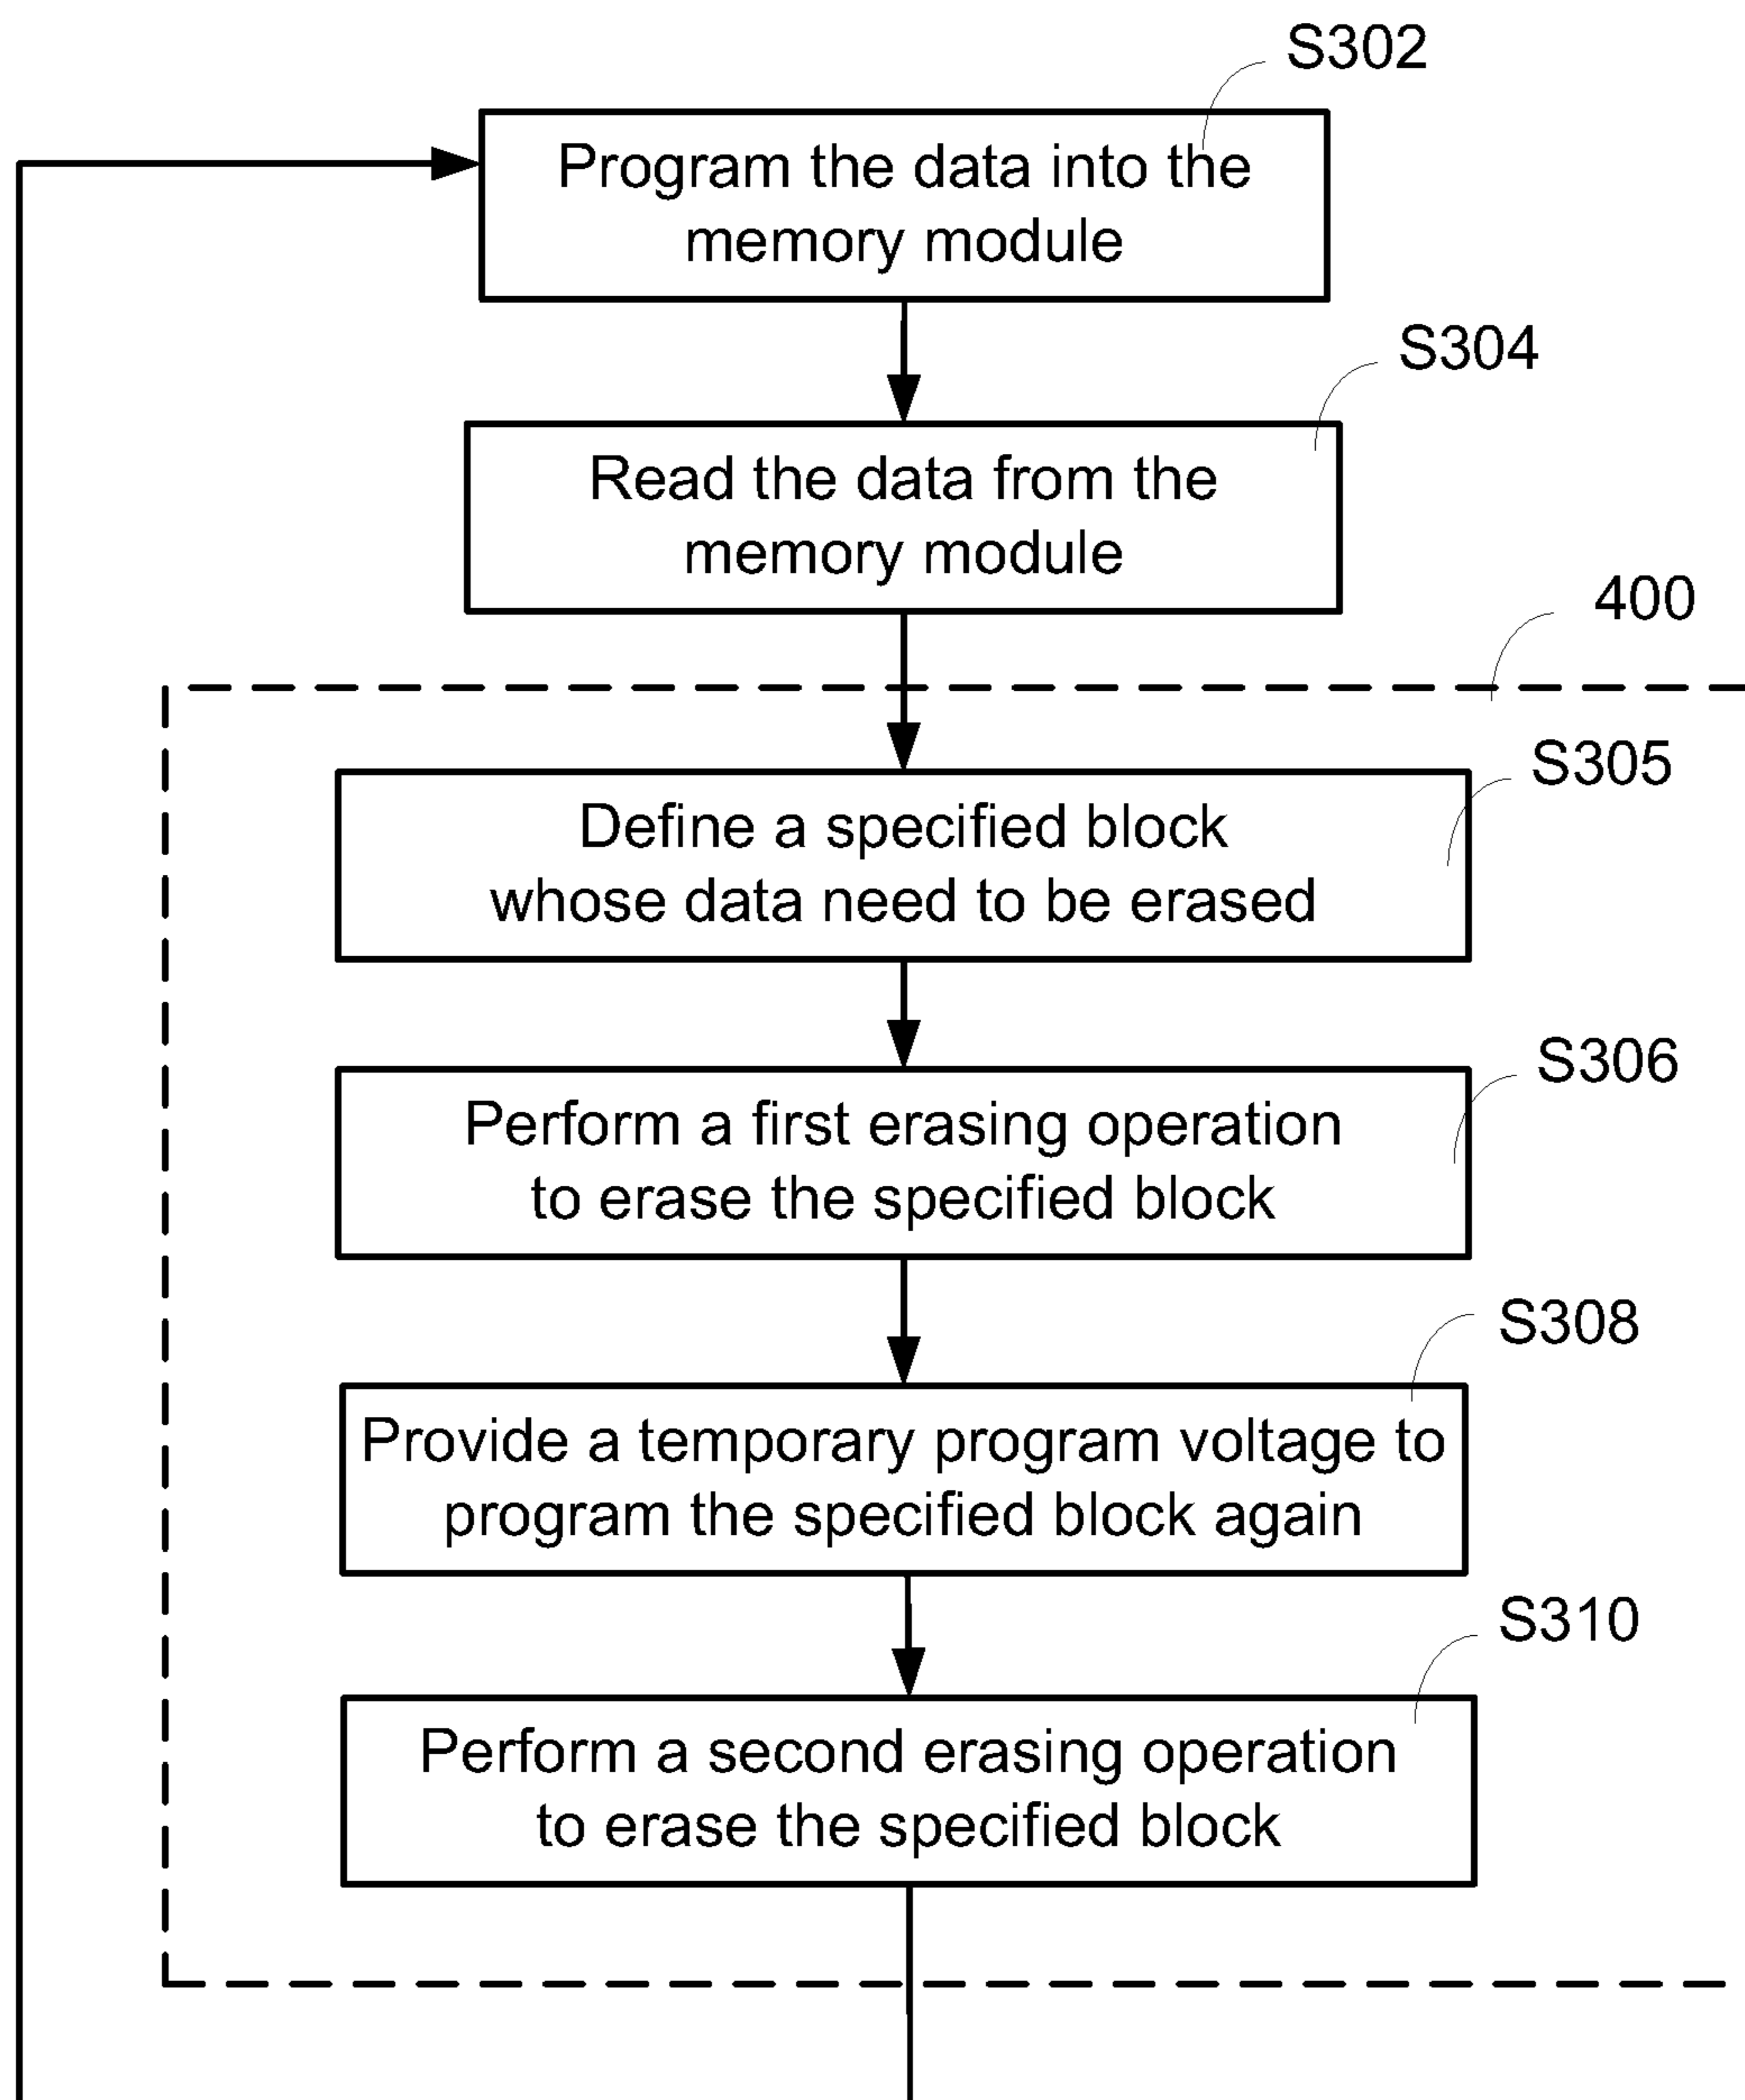 S302
Program the data into the
memory module
S304
Read the data from the
memory module
400
S305
Define a specified block
whose data need to be erased
S306
Perform a first erasing operation
to erase the specified block
S308
Provide a temporary program voltage to
program the specified block again
S310
Perform a second erasing operation
to erase the specified block